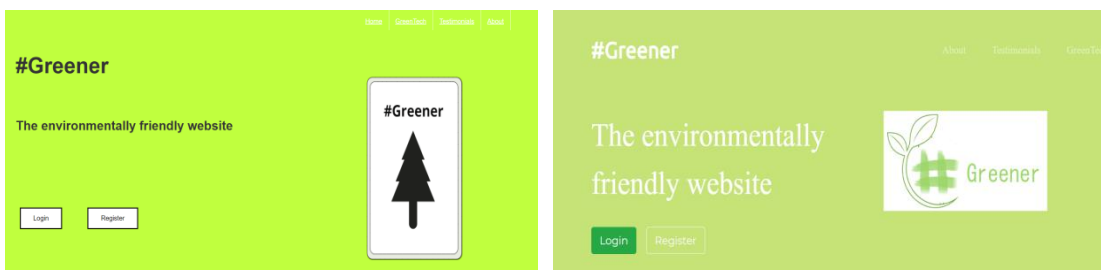 Home GreenTech Testimonials About
#Greener
#Greener
The environmentally friendly website
Login Register
#Greener
About Testimonials GreenTe
The environmentally
friendly website
# Greener
Login Register